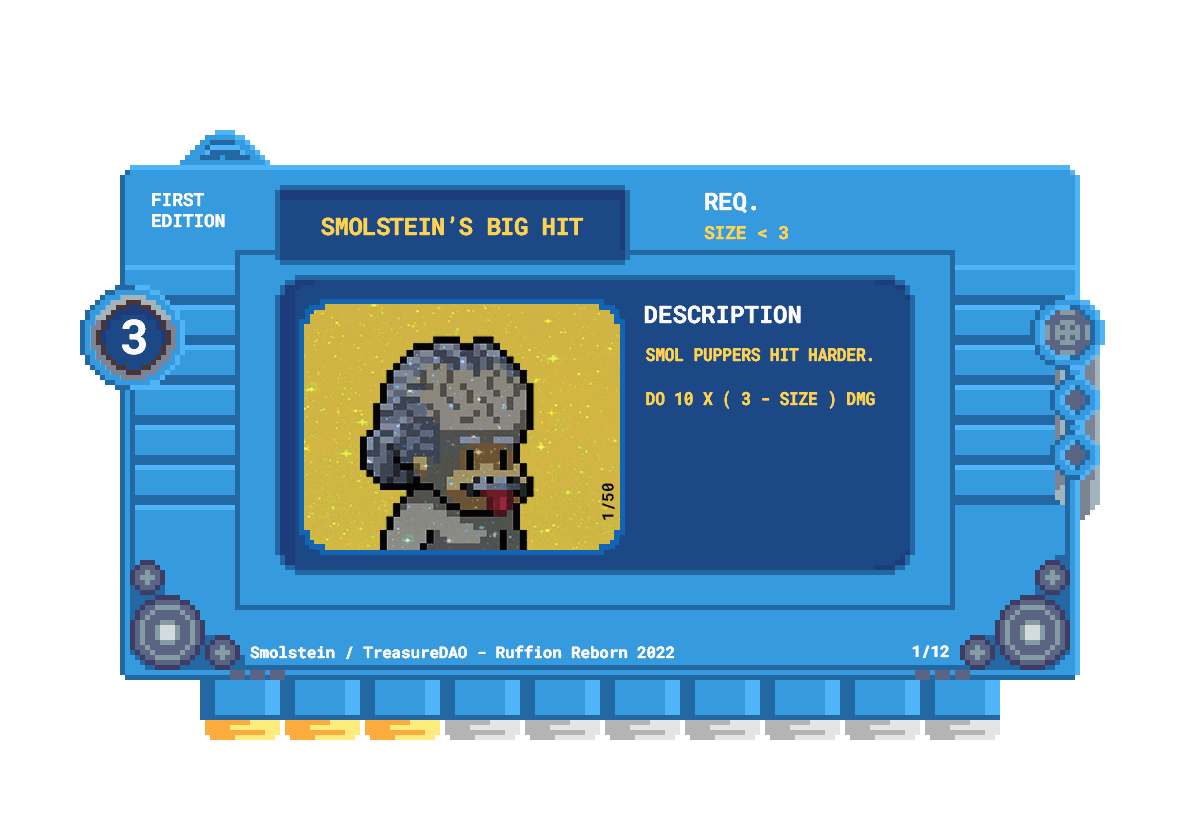 FIRST
EDITION
SMOLSTEIN'S BIG HIT
REQ.
SIZE < 3
3
DESCRIPTION
SMOL PUPPERS HIT HARDER.
DO 10 X ( 3 - SIZE ) DMG
1/50
Smolstein / TreasureDAO - Ruffion Reborn 2022
1/12